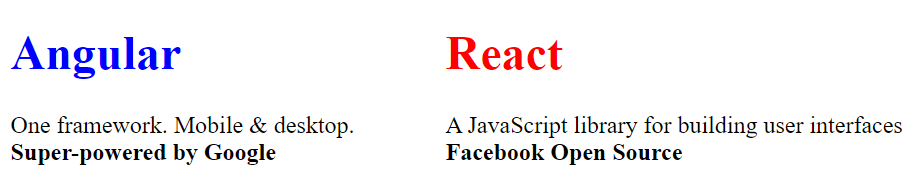 Angular
One framework. Mobile & desktop.
Super-powered by Google
React
A JavaScript library for building user interfaces
Facebook Open Source